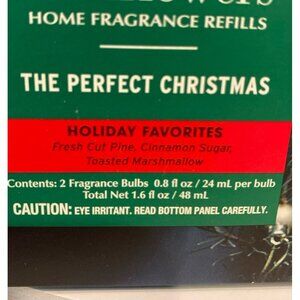 HOME FRAGRANCE REFILLS
THE PERFECT CHRISTMAS
HOLIDAY FAVORITES
Fresh Cut Pine, Cinnamon Sugar,
Toasted Marshmallow
Contents: 2 Fragrance Bulbs 0.8 fl oz / 24 mL per bulb
Total Net 1.6 fl oz / 48 mL
CAUTION: EYE IRRITANT. READ BOTTOM PANEL CAREFULLY.